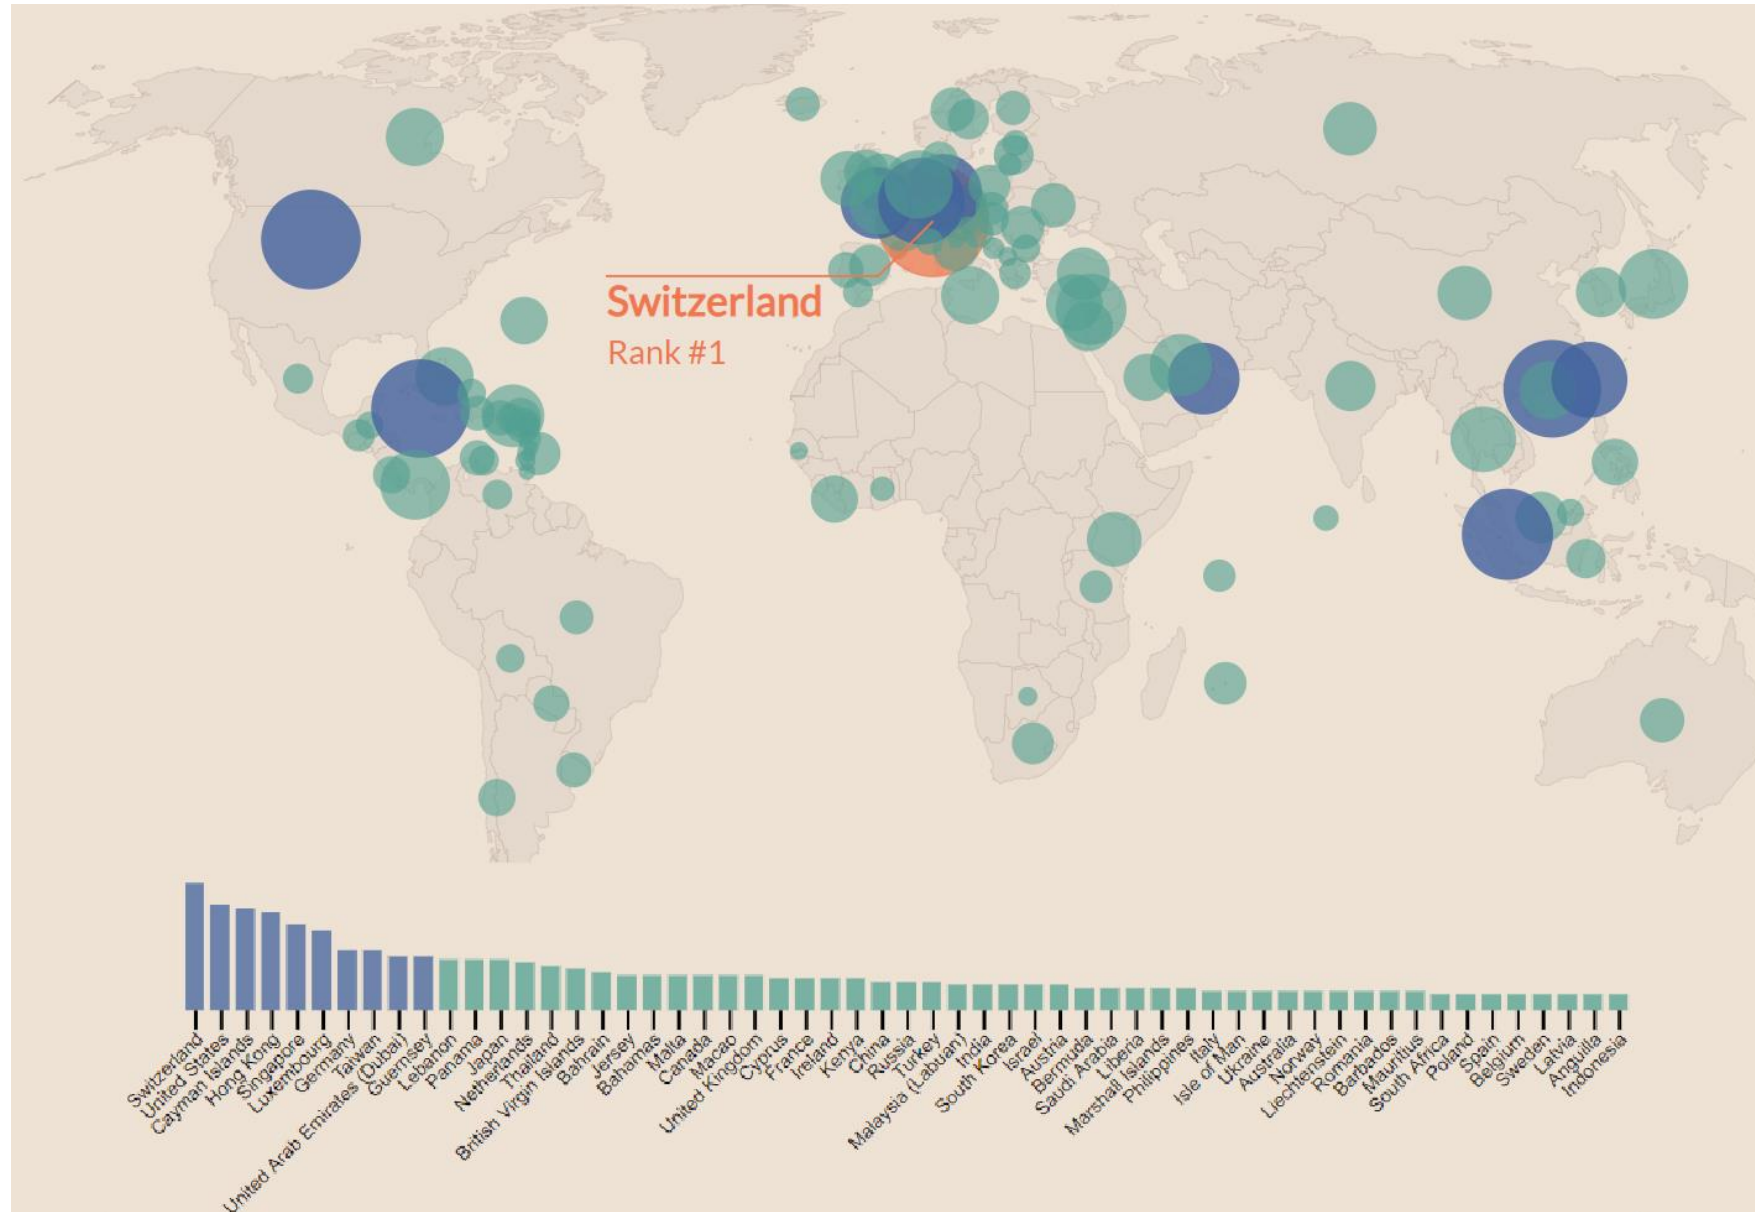 Switzerland
Rank #1
Switzerland
United States
Cayman Islands
Hong Kong
Singapore
Luxembourg
Germany
Taiwan
United Arab Emirates (Dubai)
Guernsey
Lebanon
Panama
Japan
Netherlands
Thailand
British Virgin Islands
Bahrain
Jersey
Bahamas
Malta
Canada
Macao
United Kingdom
Cyprus
France
Ireland
Kenya
China
Russia
Turkey
Malaysia (Labuan)
India
South Korea
Israel
Austria
Bermuda
Saudi Arabia
Liberia
Marshall Islands
Philippines
Italy
Isle of Man
Ukraine
Australia
Norway
Liechtenstein
Romania
Barbados
Mauritius
South Africa
Poland
Spain
Belgium
Sweden
Latvia
Anguilla
Indonesia